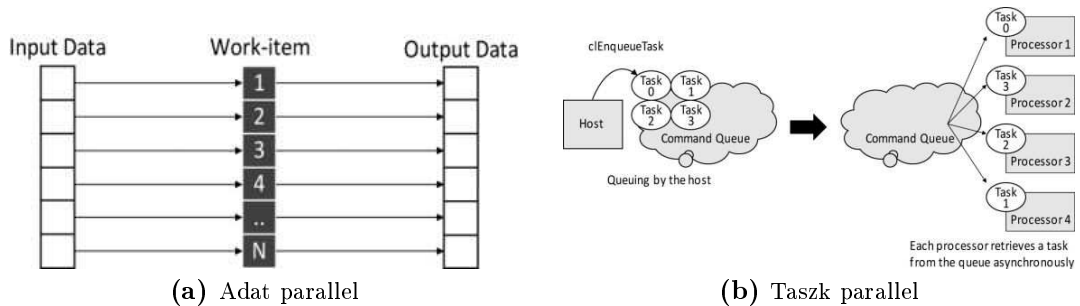 Input Data Work-item Output Data
1
2
3
4
..
N
(a) Adat parallel
clEnqueueTask
Host
Task 0
Task 1
Task 2
Task 3
Command Queue
Queuing by the host
Command Queue
Task 0
Processor 1
Task 3
Processor 2
Task 2
Processor 3
Task 1
Processor 4
Each processor retrieves a task
from the queue asynchronously
(b) Taszk parallel